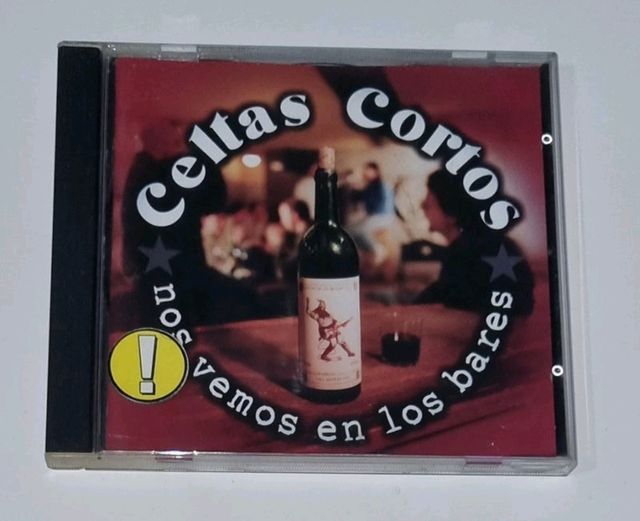 Celtas Cortos
nos vemos en los bares
!